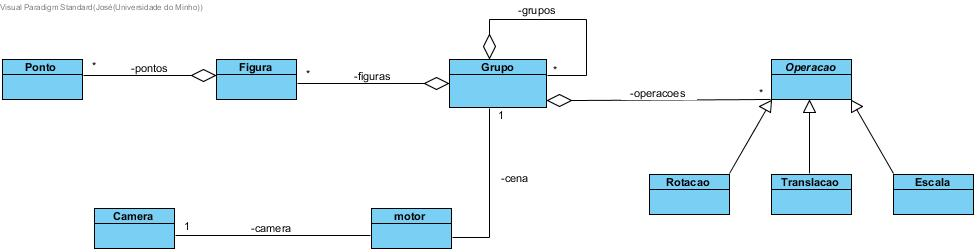 Visual Paradigm Standard(José(Universidade do Minho))
-grupos
Ponto
*
-pontos
Figura
*
-figuras
Grupo
*
-operacoes
*
Operacao
1
-cena
Rotacao
Translacao
Escala
Camera
1
-camera
motor